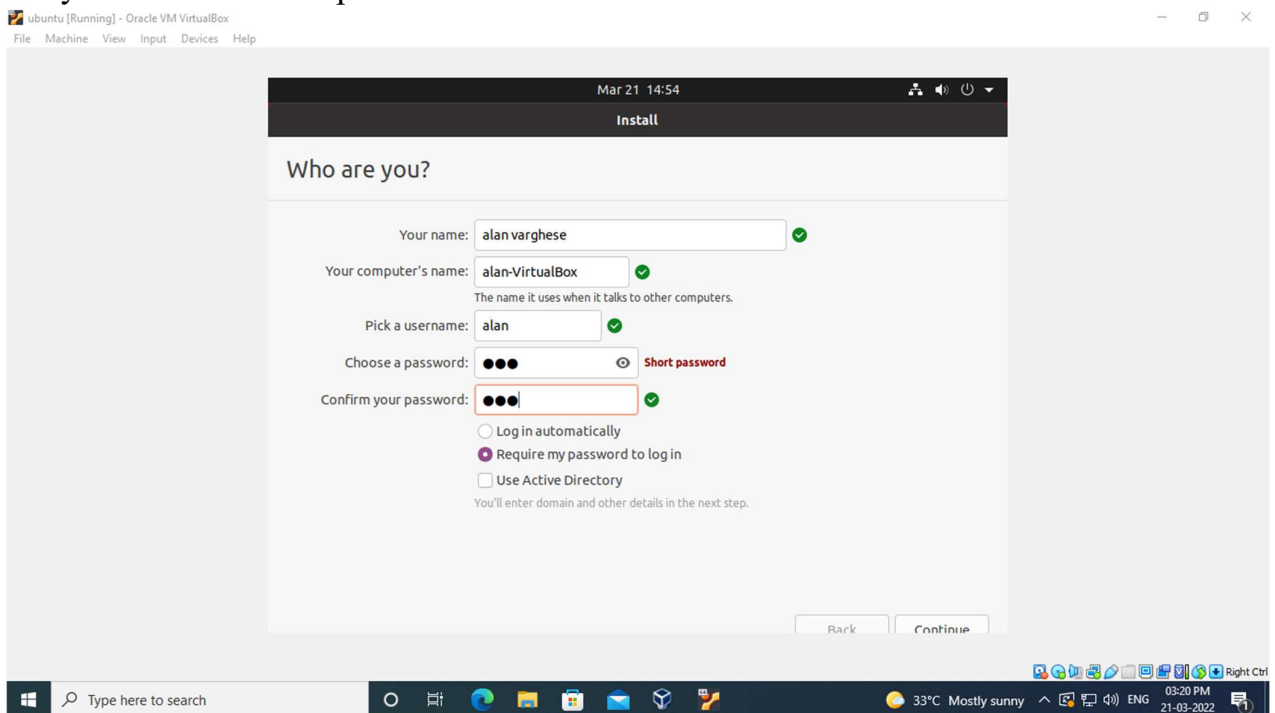 ubuntu [Running] - Oracle VM VirtualBox
File Machine View Input Devices Help
Mar 21 14:54
Install
Who are you?
Your name: alan varghese
Your computer's name: alan-VirtualBox
The name it uses when it talks to other computers.
Pick a username: alan
Choose a password: ●●● Short password
Confirm your password: ●●●
Log in automatically
Require my password to log in
Use Active Directory
You'll enter domain and other details in the next step.
Back Continue
Right Ctrl
Type here to search 33°C Mostly sunny ENG 03:20 PM
21-03-2022